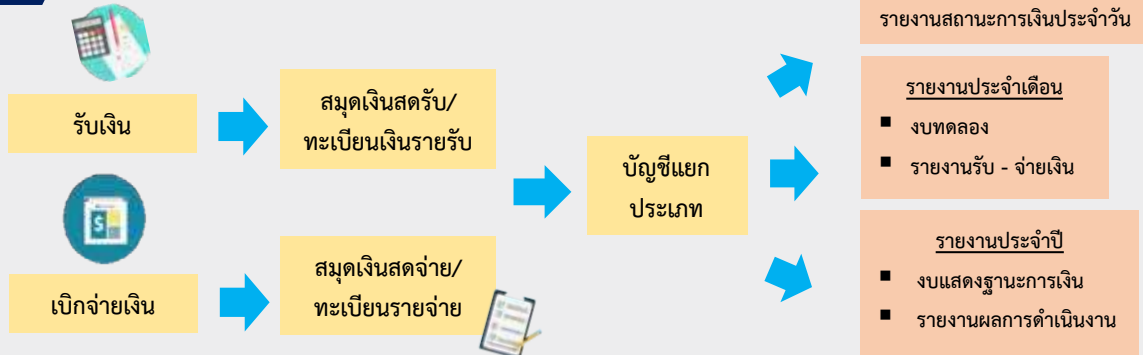 รับเงิน
สมุดเงินสดรับ/
ทะเบียนเงินรายรับ
เบิกจ่ายเงิน
สมุดเงินสดจ่าย/
ทะเบียนรายจ่าย
บัญชีแยก
ประเภท
รายงานสถานะการเงินประจำวัน
รายงานประจำเดือน
▪ งบทดลอง
▪ รายงานรับ - จ่ายเงิน
รายงานประจำปี
▪ งบแสดงฐานะการเงิน
▪ รายงานผลการดำเนินงาน